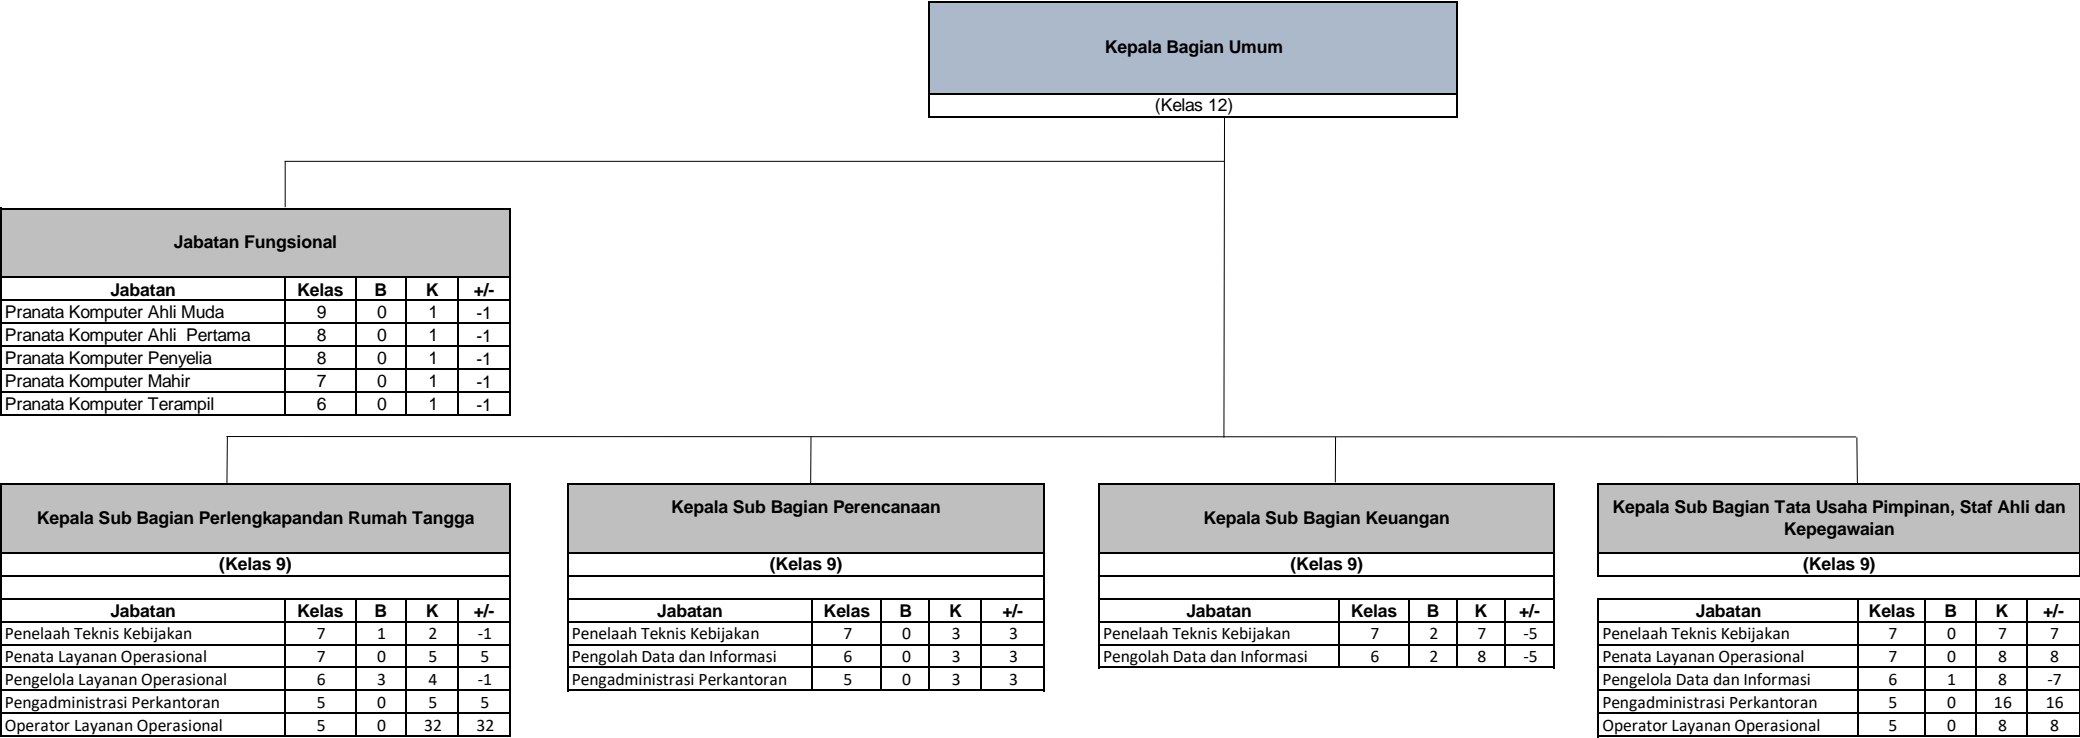 Kepala Bagian Umum
(Kelas 12)
Jabatan Fungsional
Jabatan Kelas B K +/-
Pranata Komputer Ahli Muda 9 0 1 -1
Pranata Komputer Ahli  Pertama 8 0 1 -1
Pranata Komputer Penyelia 8 0 1 -1
Pranata Komputer Mahir 7 0 1 -1
Pranata Komputer Terampil 6 0 1 -1
Kepala Sub Bagian Perlengkapandan Rumah Tangga
(Kelas 9)
Jabatan Kelas B K +/-
Penelaah Teknis Kebijakan 7 1 2 -1
Penata Layanan Operasional 7 0 5 5
Pengelola Layanan Operasional 6 3 4 -1
Pengadministrasi Perkantoran 5 0 5 5
Operator Layanan Operasional 5 0 32 32
Kepala Sub Bagian Perencanaan
(Kelas 9)
Jabatan Kelas B K +/-
Penelaah Teknis Kebijakan 7 0 3 3
Pengolah Data dan Informasi 6 0 3 3
Pengadministrasi Perkantoran 5 0 3 3
Kepala Sub Bagian Keuangan
(Kelas 9)
Jabatan Kelas B K +/-
Penelaah Teknis Kebijakan 7 2 7 -5
Pengolah Data dan Informasi 6 2 8 -5
Kepala Sub Bagian Tata Usaha Pimpinan, Staf Ahli dan
Kepegawaian
(Kelas 9)
Jabatan Kelas B K +/-
Penelaah Teknis Kebijakan 7 0 7 7
Penata Layanan Operasional 7 0 8 8
Pengelola Data dan Informasi 6 1 8 -7
Pengadministrasi Perkantoran 5 0 16 16
Operator Layanan Operasional 5 0 8 8